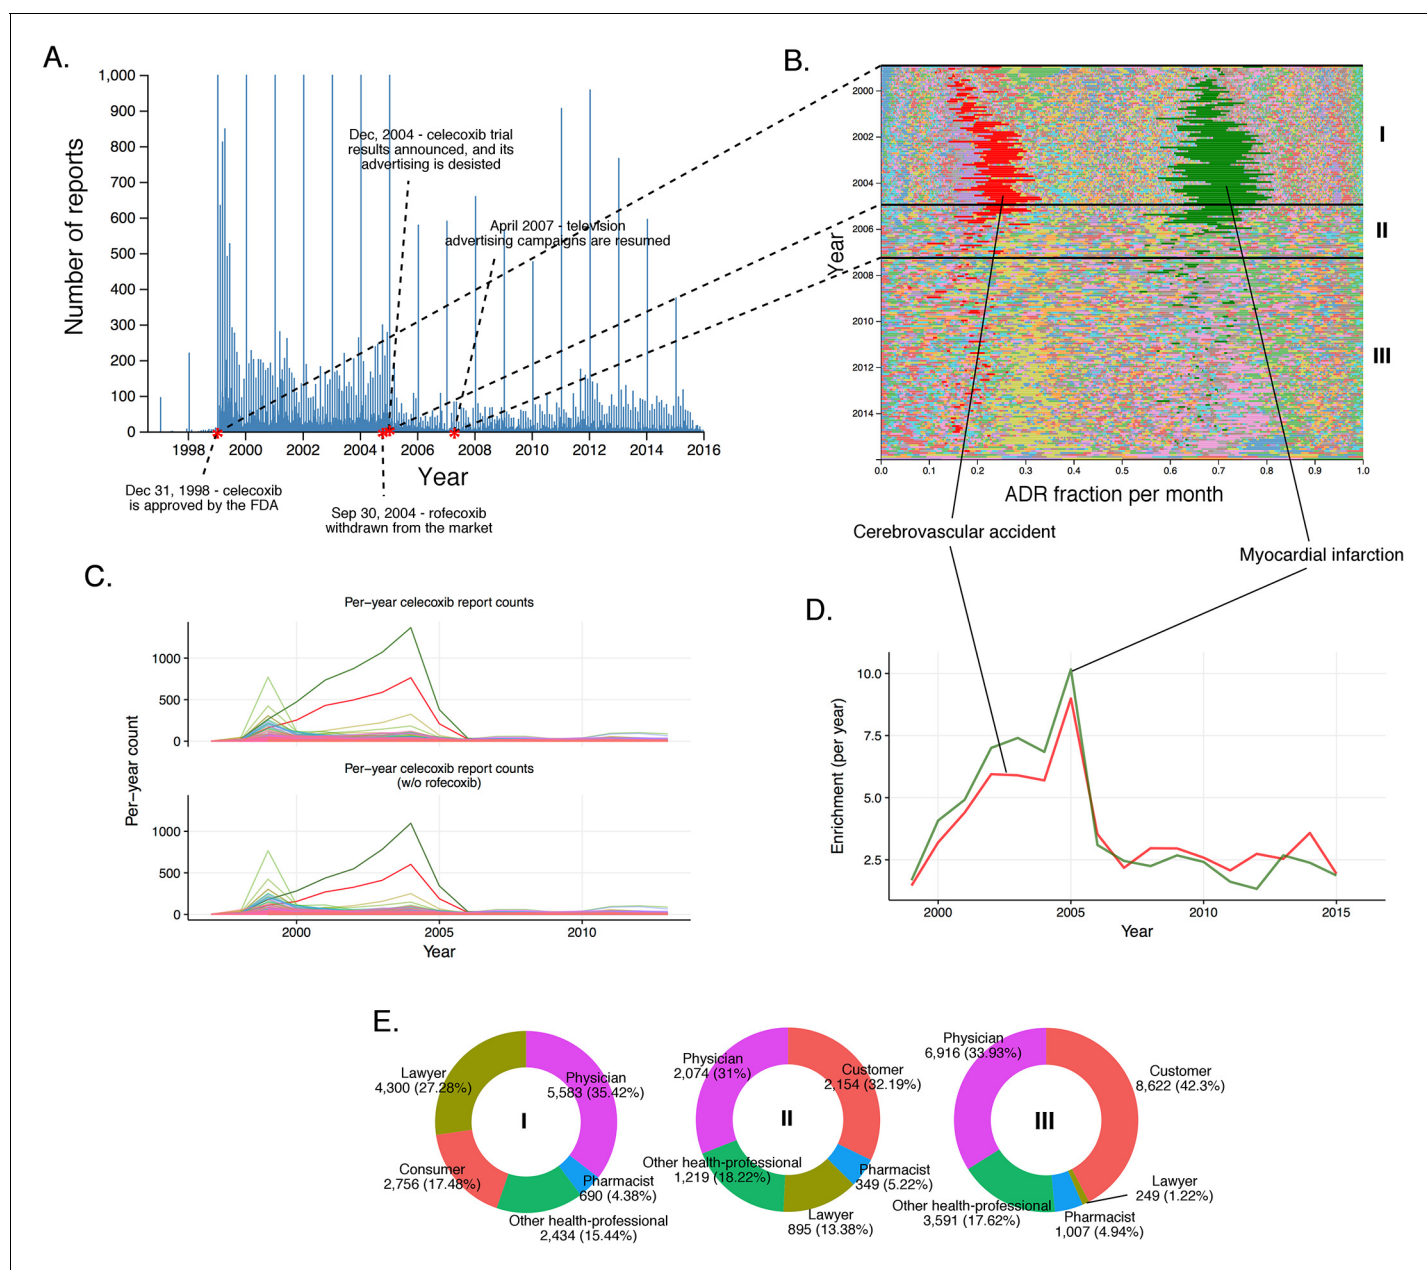 A.
1,000
900
800
700
600
500
400
300
200
100
0
Number of reports
1998
2000
2002
2004
2006
2008
2010
2012
2014
2016
Year
Dec, 2004 - celecoxib trial
results announced, and its
advertising is desisted
April 2007 - television
advertising campaigns are resumed
Dec 31, 1998 - celecoxib
is approved by the FDA
Sep 30, 2004 - rofecoxib
withdrawn from the market
B.
2000
2002
2004
2006
2008
2010
2012
2014
Year
I
II
III
0.0
0.1
0.2
0.3
0.4
0.5
0.6
0.7
0.8
0.9
1.0
ADR fraction per month
Cerebrovascular accident
Myocardial infarction
C.
Per-year celecoxib report counts
1000
500
0
Per-year celecoxib report counts
(w/o rofecoxib)
1000
500
0
Per-year count
2000
2005
2010
Year
D.
10.0
7.5
5.0
2.5
Enrichment (per year)
2000
2005
2010
2015
Year
E.
I
Lawyer
4,300 (27.28%)
Physician
5,583 (35.42%)
Consumer
2,756 (17.48%)
Pharmacist
690 (4.38%)
Other health-professional
2,434 (15.44%)
II
Physician
2,074 (31%)
Customer
2,154 (32.19%)
Other health-professional
1,219 (18.22%)
Pharmacist
349 (5.22%)
Lawyer
895 (13.38%)
III
Physician
6,916 (33.93%)
Customer
8,622 (42.3%)
Lawyer
249 (1.22%)
Other health-professional
3,591 (17.62%)
Pharmacist
1,007 (4.94%)